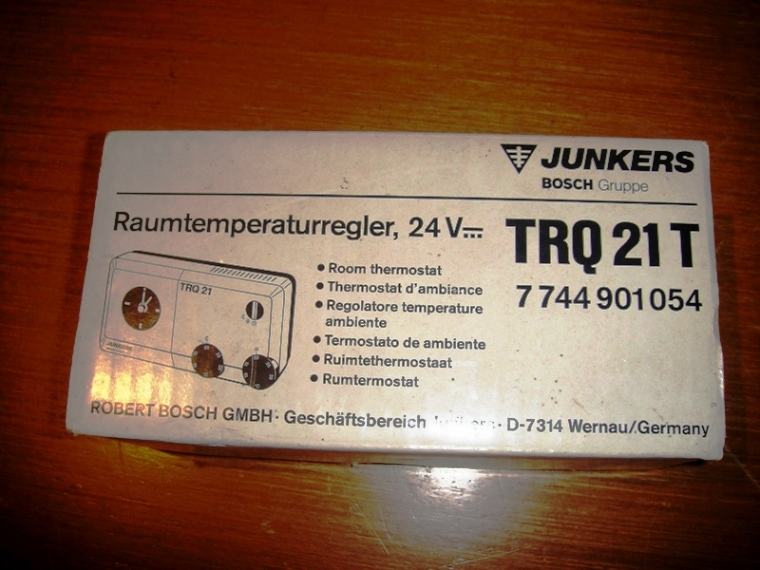 JUNKERS
BOSCH Gruppe
Raumtemperaturregler, 24 V
TRQ 21 T
7 744 901 054
TRQ 21
JUNKERS
• Room thermostat
• Thermostat d'ambiance
• Regolatore temperature
ambiente
• Termostato de ambiente
• Ruimtethermostaat
• Rumtermostat
ROBERT BOSCH GMBH · Geschäftsbereich · D-7314 Wernau/Germany